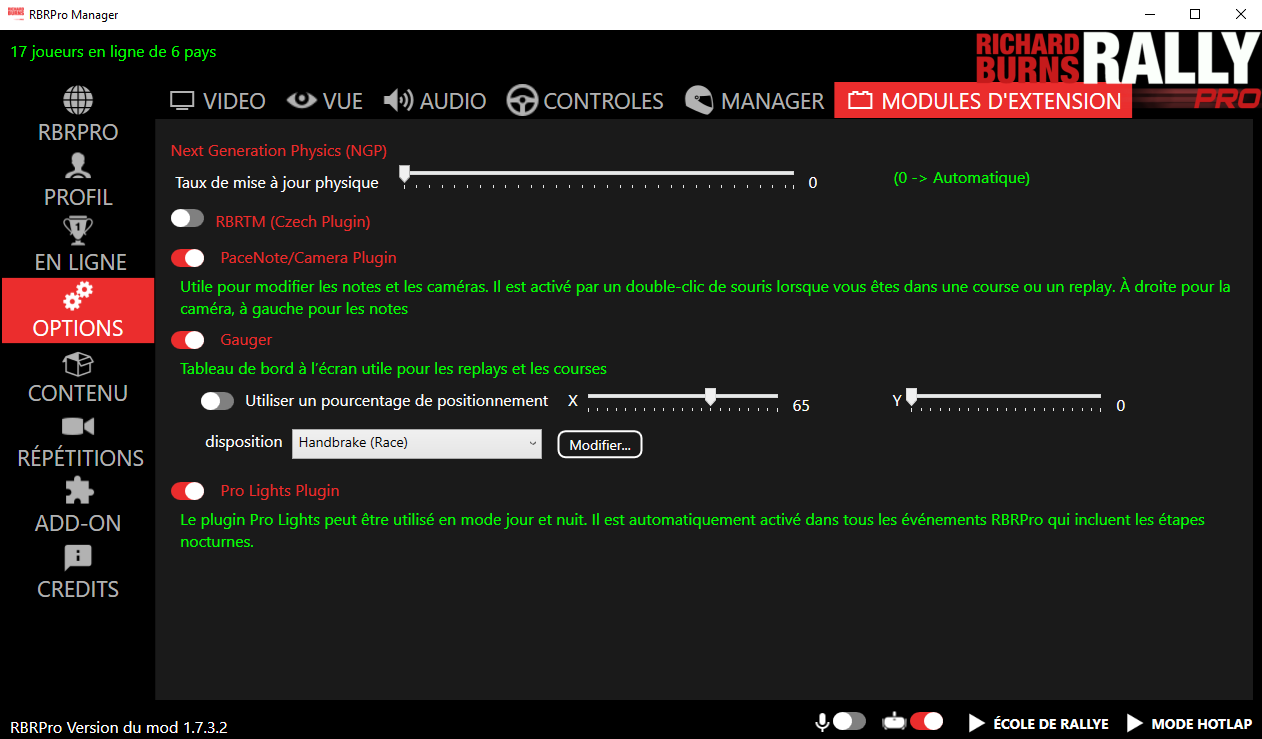 RBRPro Manager
17 joueurs en ligne de 6 pays
RICHARD BURNS RALLY PRO
RBRPRO
PROFIL
EN LIGNE
OPTIONS
CONTENU
RÉPÉTITIONS
ADD-ON
CREDITS
VIDEO VUE AUDIO CONTROLES MANAGER MODULES D'EXTENSION
Next Generation Physics (NGP)
Taux de mise à jour physique 0 (0 -> Automatique)
RBRTM (Czech Plugin)
PaceNote/Camera Plugin
Utile pour modifier les notes et les caméras. Il est activé par un double-clic de souris lorsque vous êtes dans une course ou un replay. À droite pour la
caméra, à gauche pour les notes
Gauger
Tableau de bord à l'écran utile pour les replays et les courses
Utiliser un pourcentage de positionnement X 65 Y 0
disposition Handbrake (Race) Modifier...
Pro Lights Plugin
Le plugin Pro Lights peut être utilisé en mode jour et nuit. Il est automatiquement activé dans tous les événements RBRPro qui incluent les étapes
nocturnes.
RBRPro Version du mod 1.7.3.2
ÉCOLE DE RALLYE MODE HOTLAP